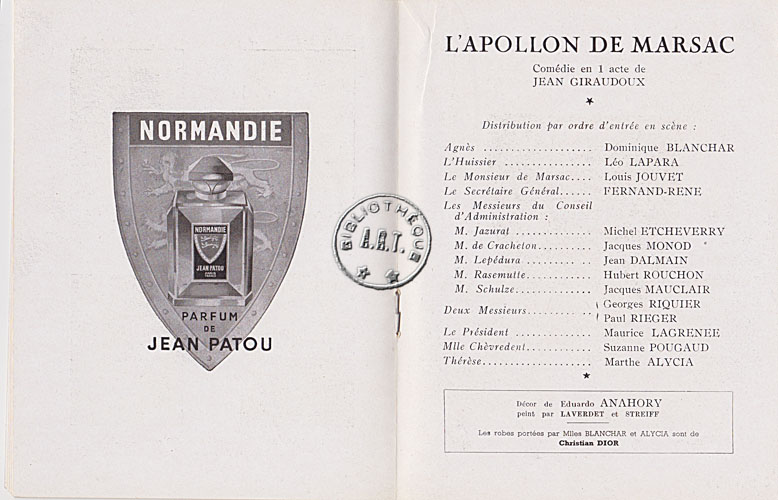 NORMANDIE
NORMANDIE
JEAN PATOU
PARFUM
DE
JEAN PATOU
BIBLIOTHÈQUE
A.R.T.
L'APOLLON DE MARSAC
Comédie en 1 acte de
JEAN GIRAUDOUX
Distribution par ordre d'entrée en scène :
Agnès .................... Dominique BLANCHAR
L'Huissier ................ Léo LAPARA
Le Monsieur de Marsac.... Louis JOUVET
Le Secrétaire Général...... FERNAND-RENE
Les Messieurs du Conseil
d'Administration :
M. Jazurat ................ Michel ETCHEVERRY
M. de Cracheton.......... Jacques MONOD
M. Lepédura ............. Jean DALMAIN
M. Rasemutte............. Hubert ROUCHON
M. Schulze............... Jacques MAUCLAIR
Deux Messieurs............ Georges RIQUIER
Paul RIEGER
Le Président .............. Maurice LAGRENEE
Mlle Chèvredent............ Suzanne POUGAUD
Thérèse.................... Marthe ALYCIA
Décor de Eduardo ANAHORY
peint par LAVERDET et STREIFF
Les robes portées par Mlles BLANCHAR et ALYCIA sont de
Christian DIOR